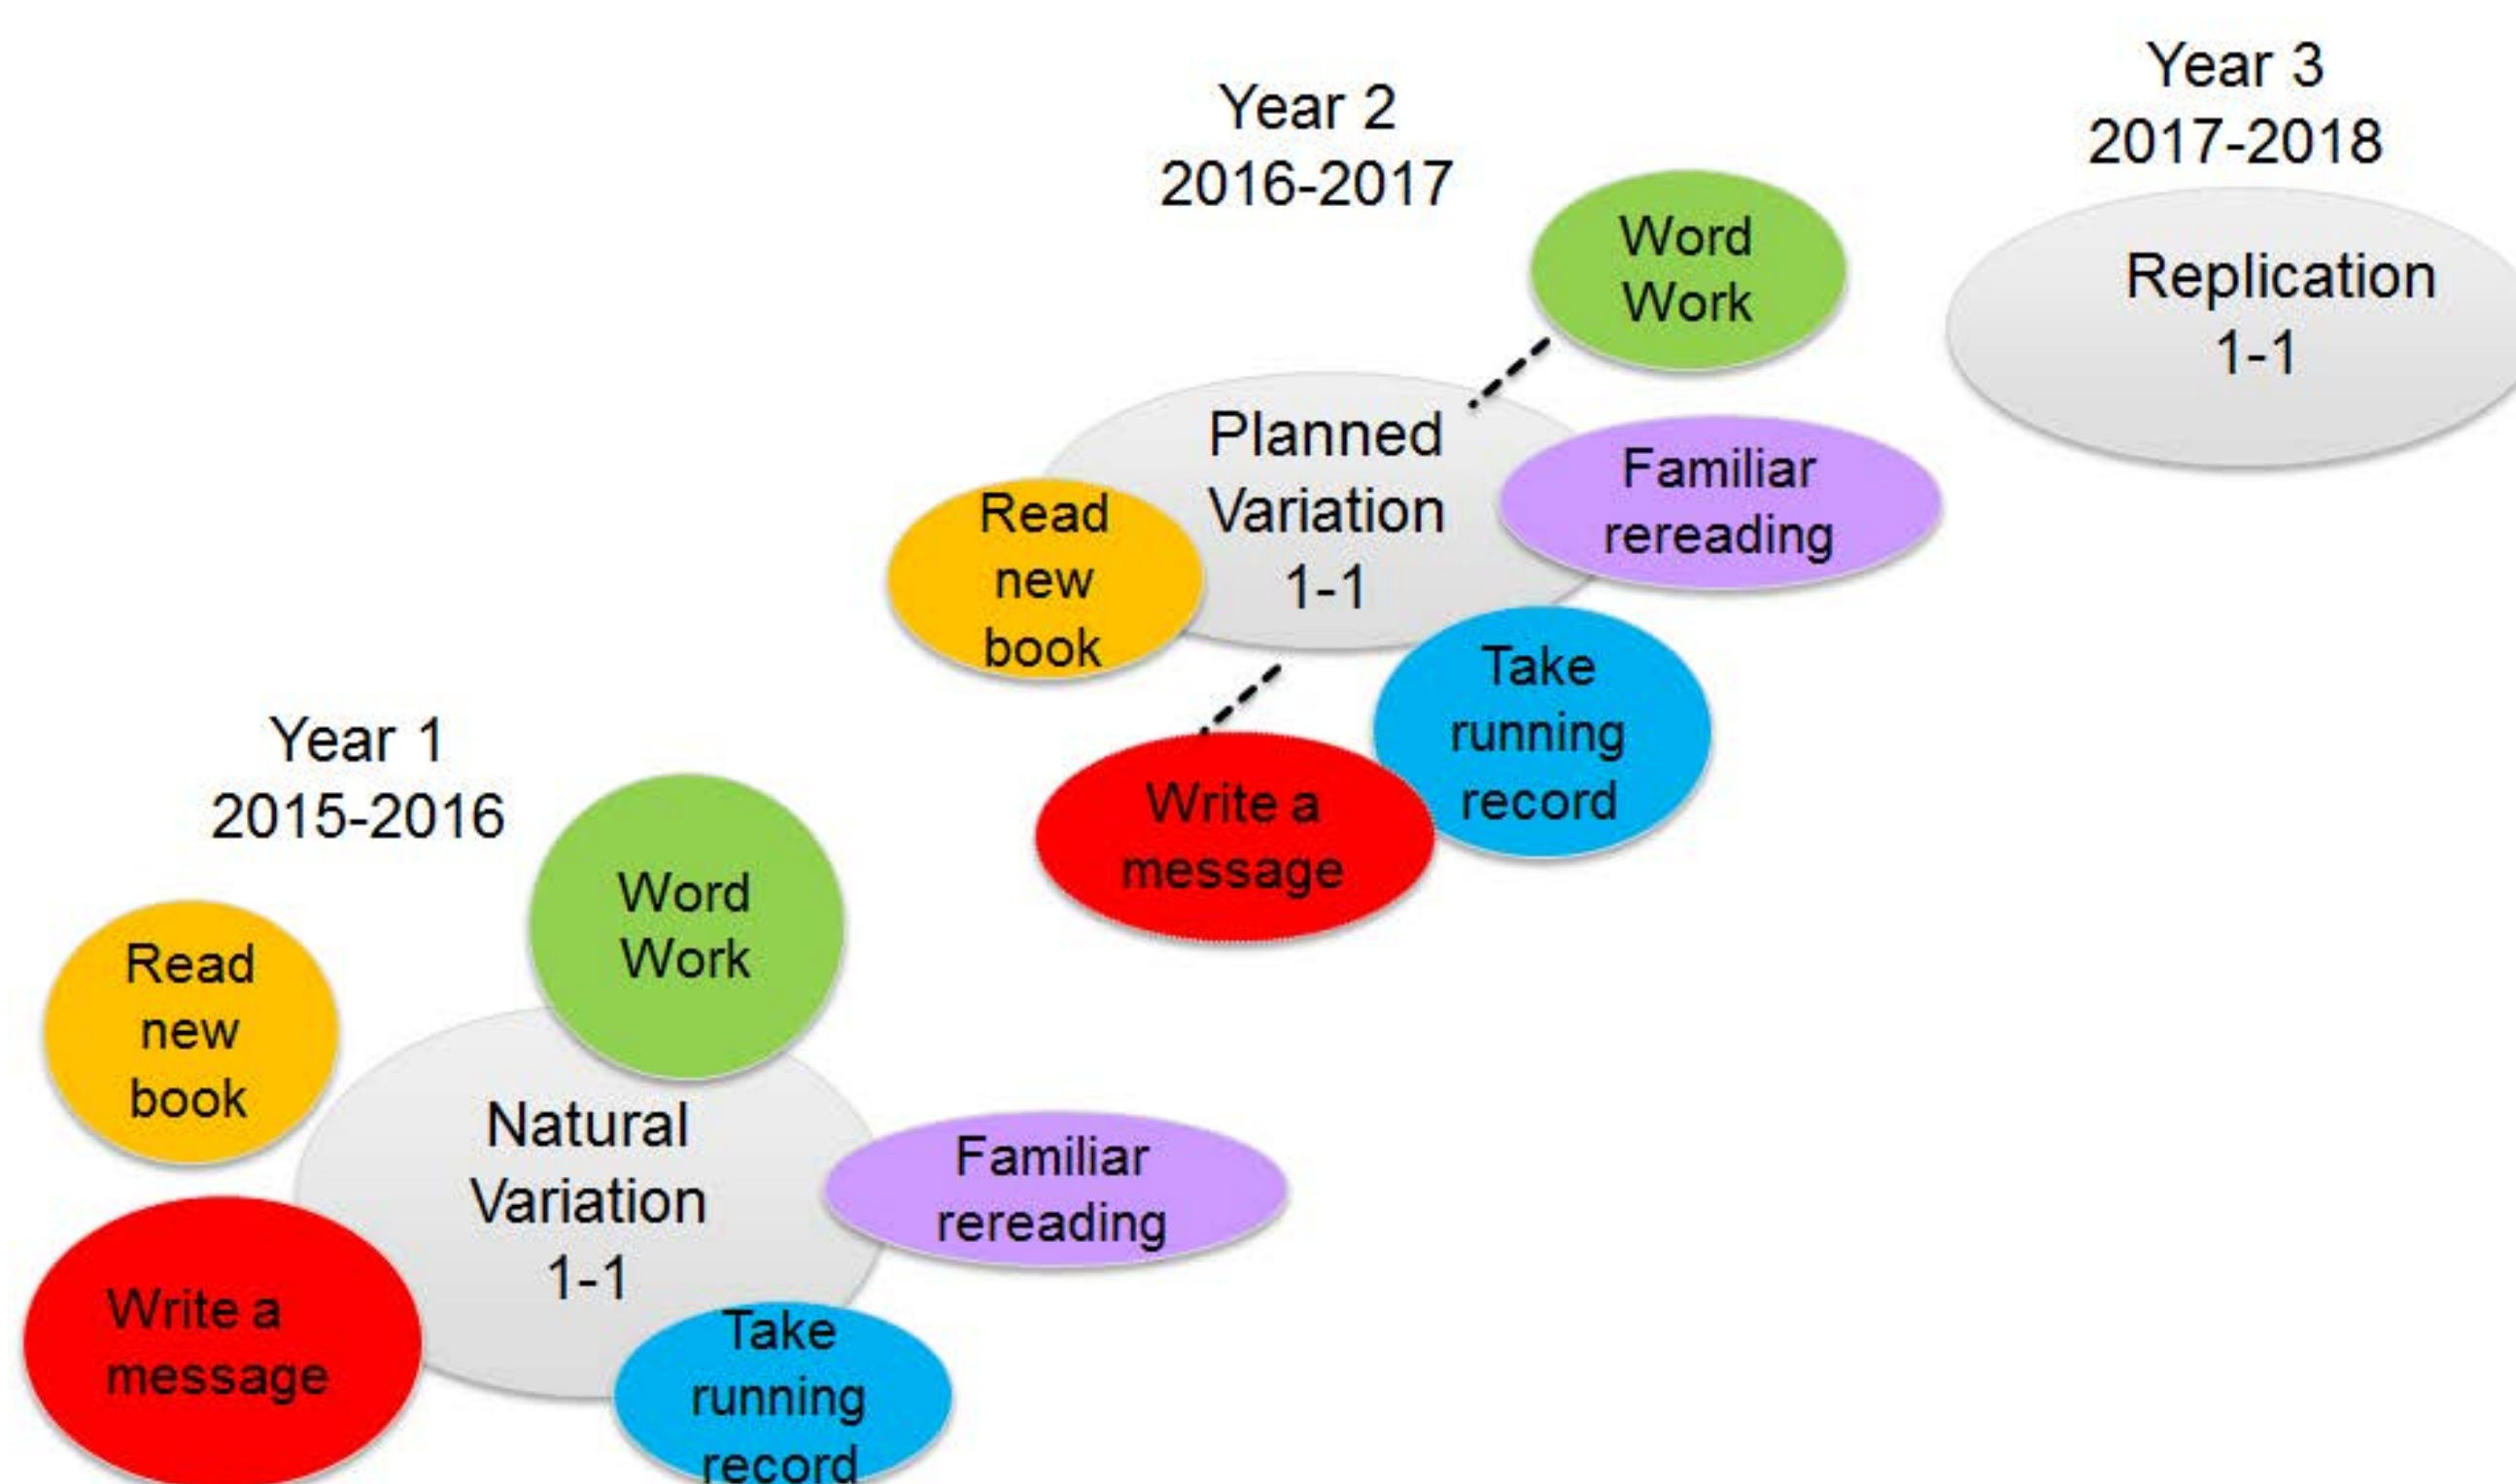 Year 1
2015-2016
Word
Work
Read
new
book
Natural
Variation
1-1
Familiar
rereading
Write a
message
Take
running
record
Year 2
2016-2017
Word
Work
Planned
Variation
1-1
Familiar
rereading
Read
new
book
Take
running
record
Write a
message
Year 3
2017-2018
Replication
1-1